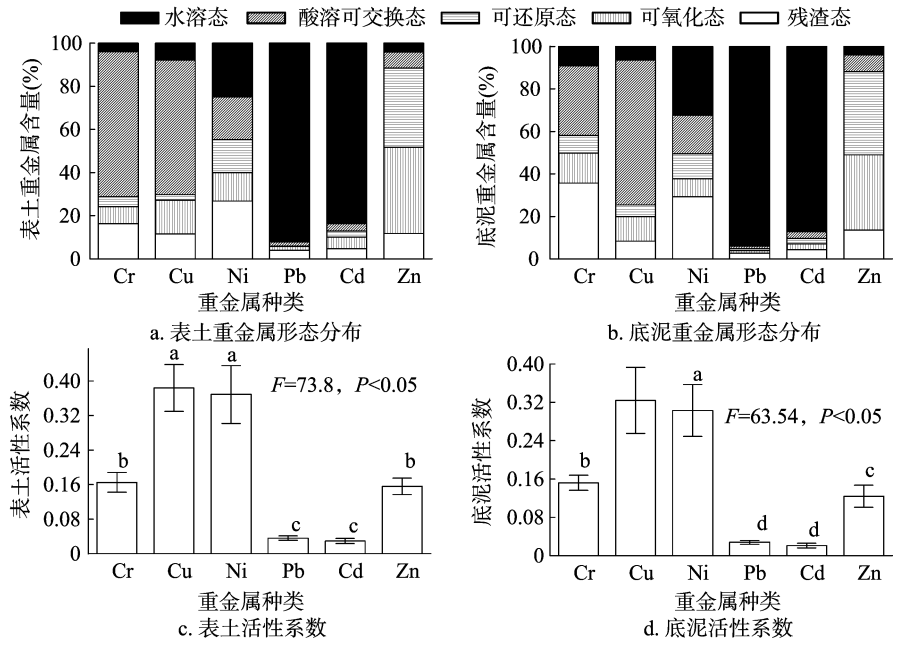 水溶态 酸溶可交换态 可还原态 可氧化态 残渣态
表土重金属含量(%)
100
80
60
40
20
0
Cr Cu Ni Pb Cd Zn
重金属种类
a. 表土重金属形态分布
底泥重金属含量(%)
100
80
60
40
20
0
Cr Cu Ni Pb Cd Zn
重金属种类
b. 底泥重金属形态分布
表土活性系数
0.40
0.32
0.24
0.16
0.08
0
b a a c c b
F=73.8，P<0.05
Cr Cu Ni Pb Cd Zn
重金属种类
c. 表土活性系数
底泥活性系数
0.40
0.32
0.24
0.16
0.08
0
b a d d c
F=63.54，P<0.05
Cr Cu Ni Pb Cd Zn
重金属种类
d. 底泥活性系数